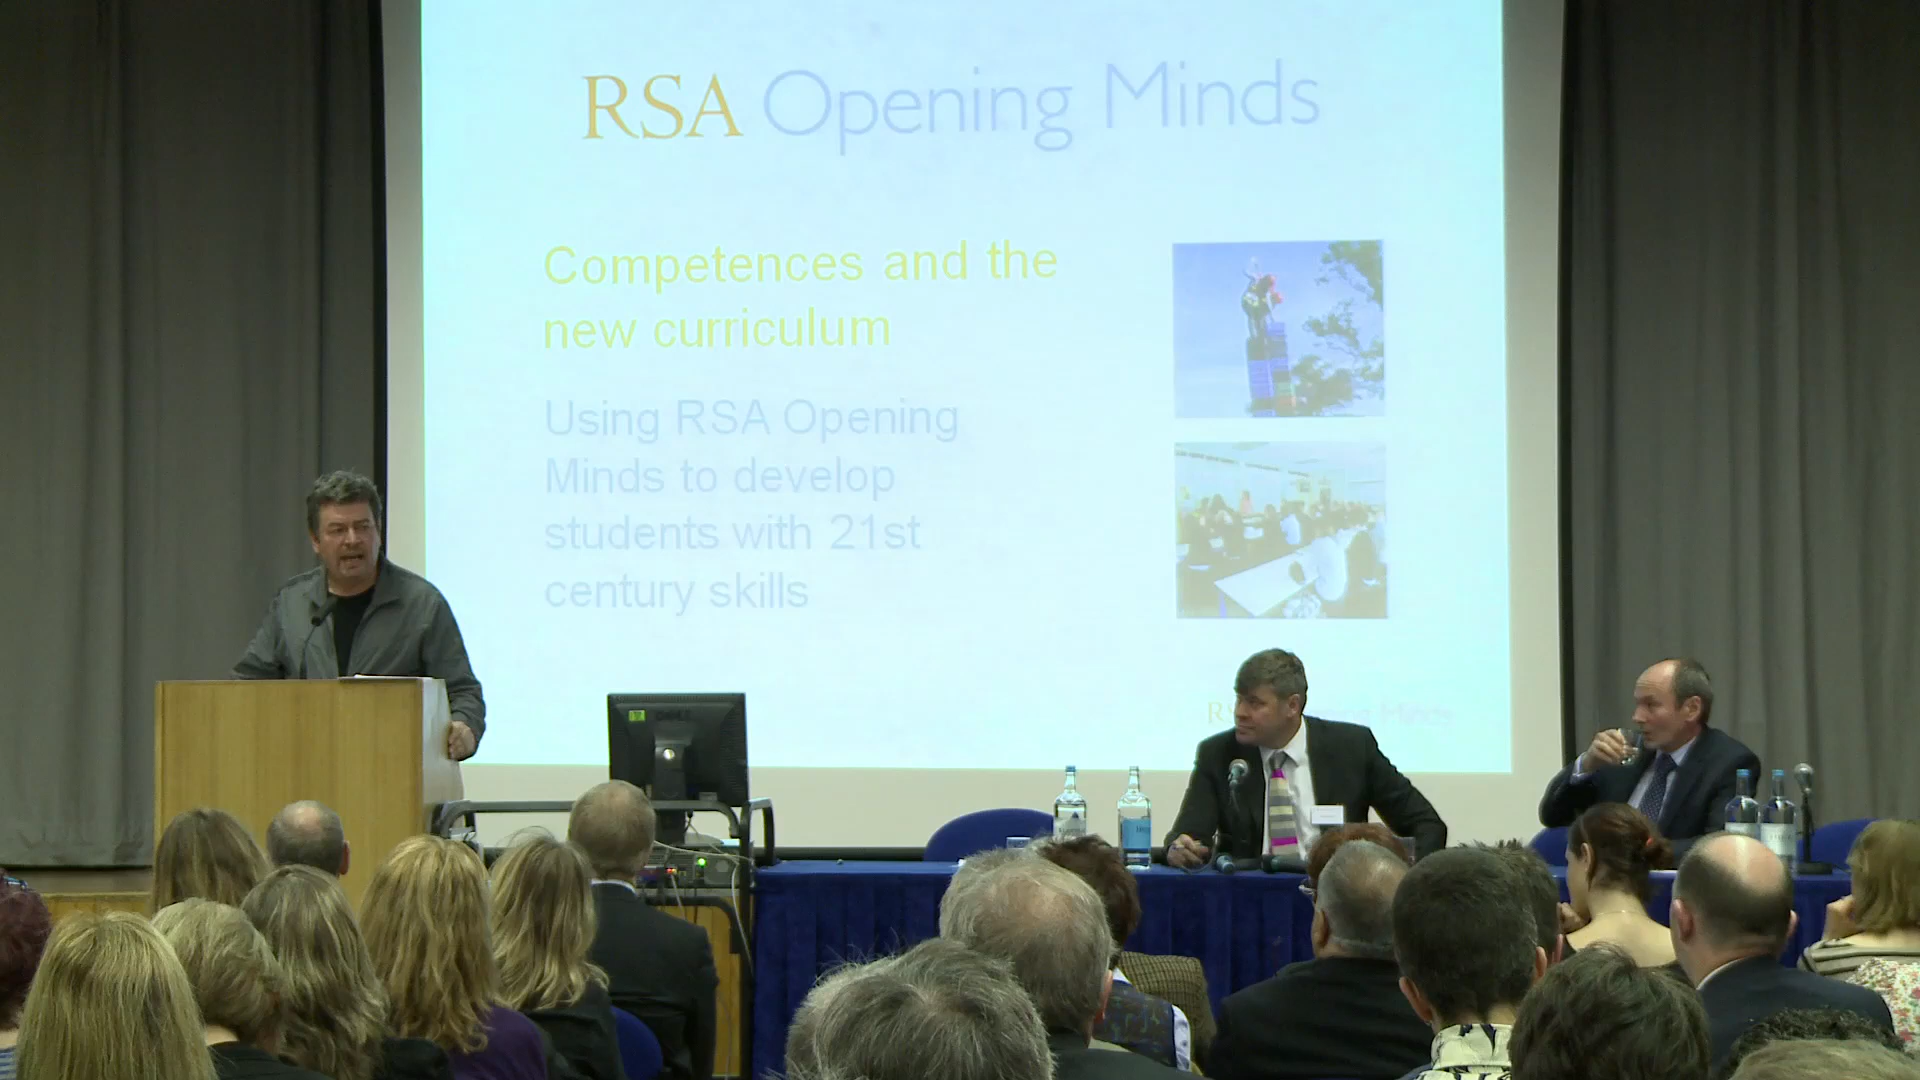 RSA Opening Minds
Competences and the
new curriculum
Using RSA Opening
Minds to develop
students with 21st
century skills